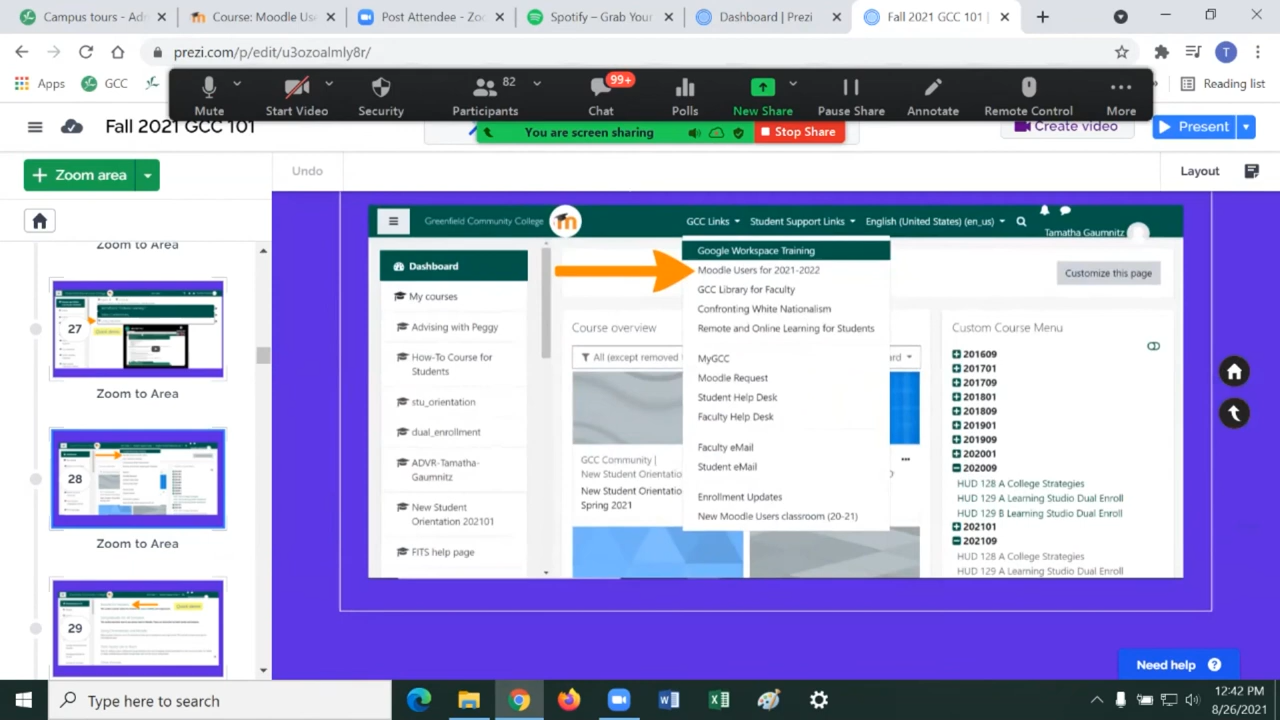 Campus tours - Adm
Course: Moodle Use
Post Attendee - Zoo
Spotify – Grab Your
Dashboard | Prezi
Fall 2021 GCC 101 |
prezi.com/p/edit/u3ozoalmly8r/
T
Apps
GCC
Reading list
82
99+
Mute
Start Video
Security
Participants
Chat
Polls
New Share
Pause Share
Annotate
Remote Control
More
You are screen sharing
Stop Share
Fall 2021 GCC 101
Create video
Present
Zoom area
Undo
Layout
Zoom to Area
27
Zoom to Area
28
Zoom to Area
29
Greenfield Community College
GCC Links
Student Support Links
English (United States) (en_us)
Tamatha Gaumnitz
Dashboard
My courses
Advising with Peggy
How-To Course for
Students
stu_orientation
dual_enrollment
ADVR-Tamatha-
Gaumnitz
New Student
Orientation 202101
FITS help page
Google Workspace Training
Moodle Users for 2021-2022
GCC Library for Faculty
Confronting White Nationalism
Remote and Online Learning for Students
MyGCC
Moodle Request
Student Help Desk
Faculty Help Desk
Faculty eMail
Student eMail
Enrollment Updates
New Moodle Users classroom (20-21)
Course overview
All (except removed
GCC Community |
New Student Orientatio
New Student Orientatio
Spring 2021
Customize this page
Custom Course Menu
201609
201701
201709
201801
201809
201901
201909
202001
202009
HUD 128 A College Strategies
HUD 129 A Learning Studio Dual Enroll
HUD 129 B Learning Studio Dual Enroll
202101
202109
HUD 128 A College Strategies
HUD 129 A Learning Studio Dual Enroll
Need help
Type here to search
12:42 PM
8/26/2021